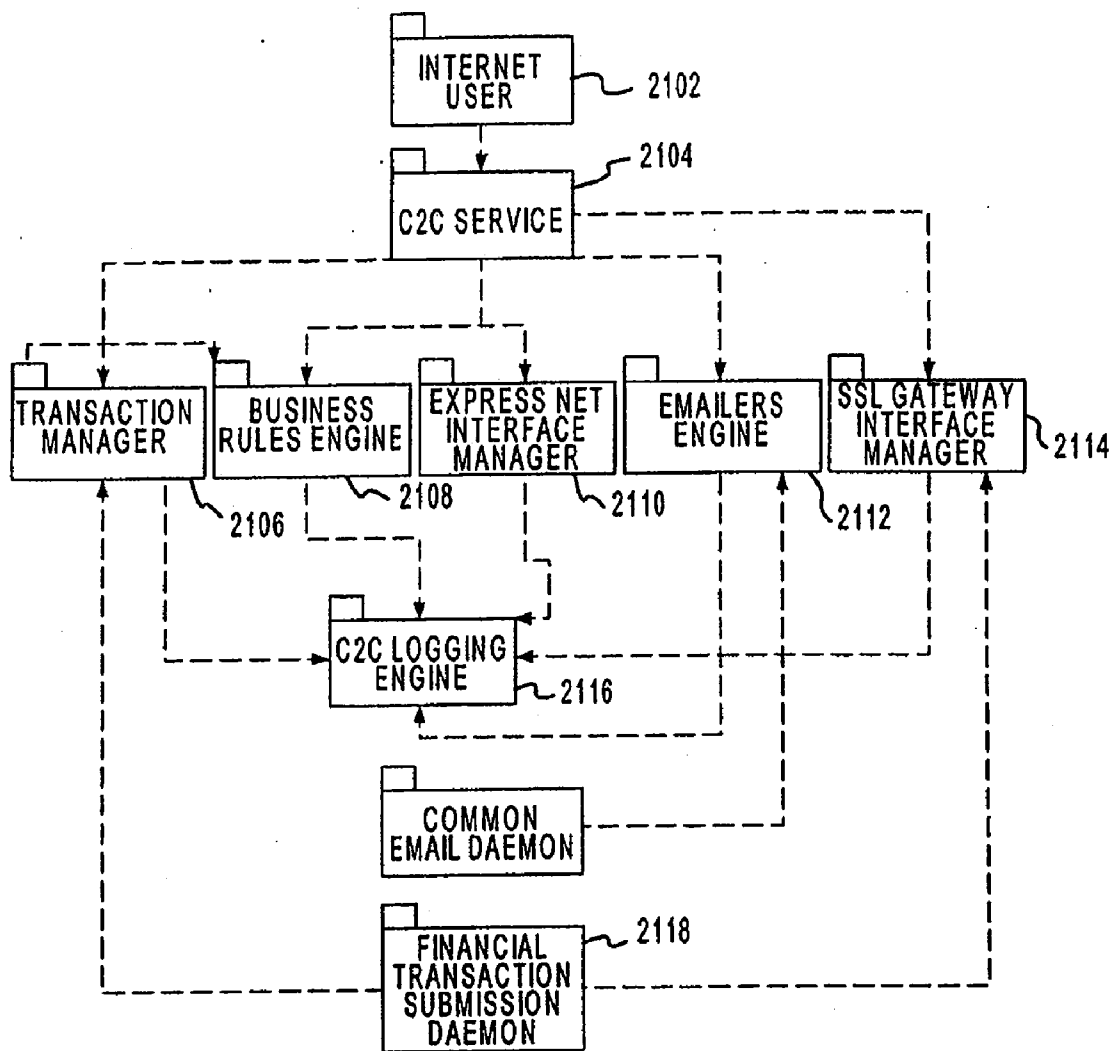 INTERNET
USER
2102
2104
C2C SERVICE
TRANSACTION
MANAGER
2106
BUSINESS
RULES ENGINE
2108
EXPRESS NET
INTERFACE
MANAGER
2110
EMAILERS
ENGINE
2112
SSL GATEWAY
INTERFACE
MANAGER
2114
C2C LOGGING
ENGINE
2116
COMMON
EMAIL DAEMON
2118
FINANCIAL
TRANSACTION
SUBMISSION
DAEMON